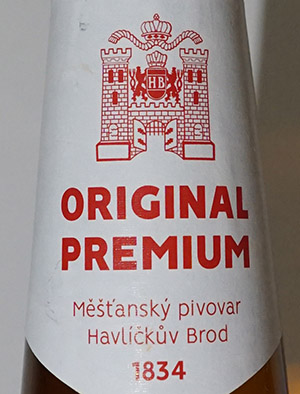 HB
ORIGINAL
PREMIUM
Měšťanský pivovar
Havlíčkův Brod
1834